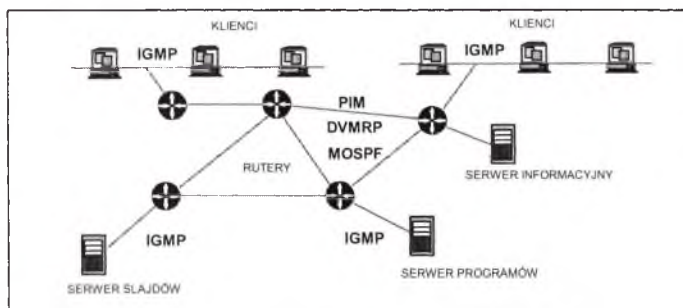 KLIENCI
KLIENCI
IGMP
IGMP
PIM
DVMRP
MOSPF
RUTERY
SERWER INFORMACYJNY
IGMP
IGMP
SERWER SLAJDÓW
SERWER PROGRAMÓW